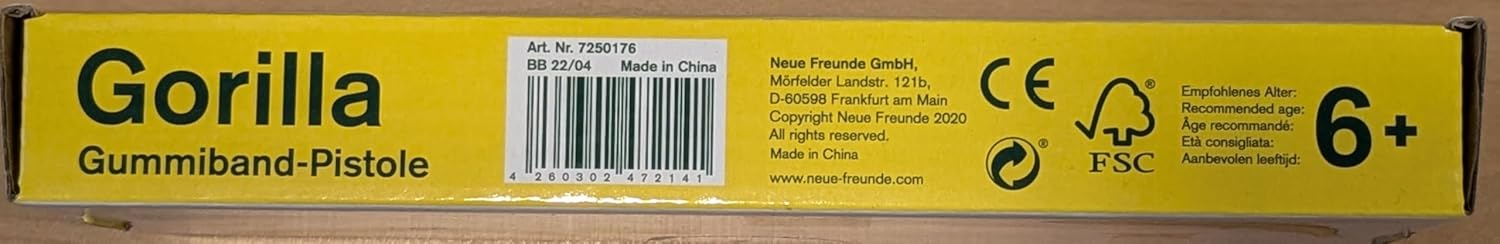 Gorilla
Gummiband-Pistole
Art. Nr. 7250176
BB 22/04 Made in China
4 260302 472141
Neue Freunde GmbH,
Mörfelder Landstr. 121b,
D-60598 Frankfurt am Main
Copyright Neue Freunde 2020
All rights reserved.
Made in China
www.neue-freunde.com
CE
®
®
FSC
Empfohlenes Alter:
Recommended age:
Âge recommandé:
Età consigliata:
Aanbevolen leeftijd:
6+